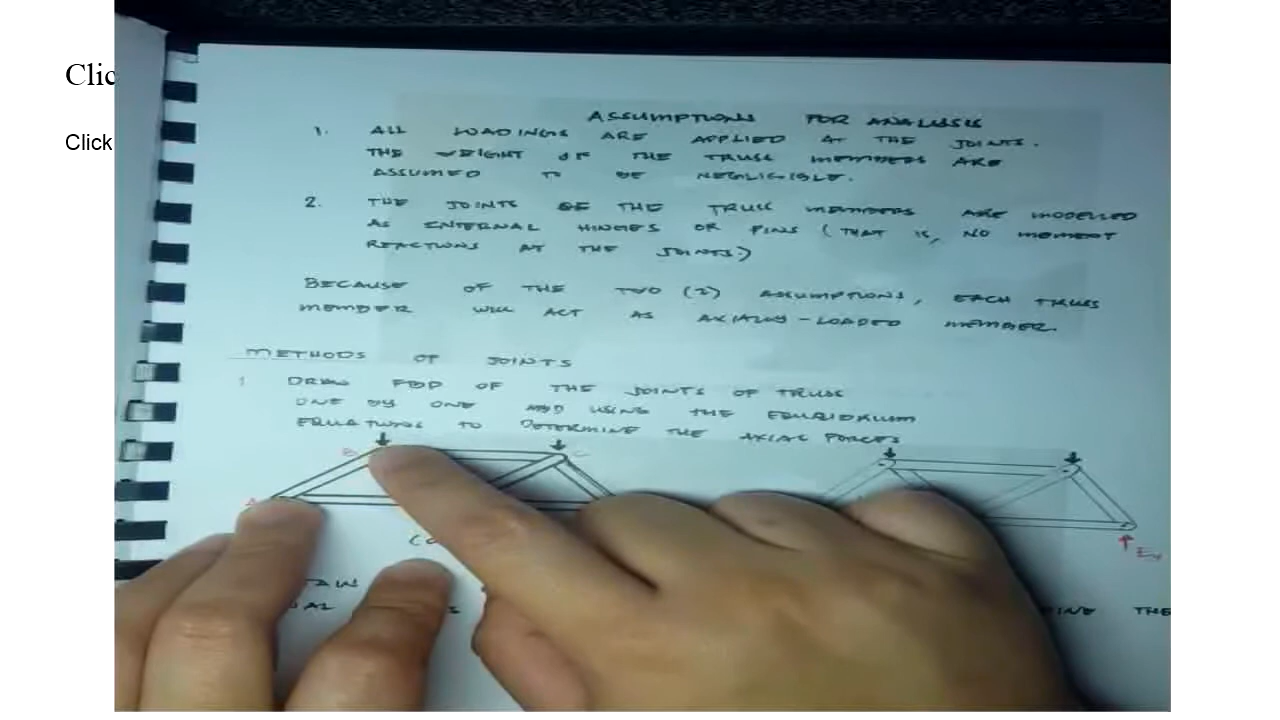 Clic
Click
ASSUMPTIONS FOR ANALYSIS
1. ALL LOADINGS ARE APPLIED AT THE JOINTS.
THE WEIGHT OF THE TRUSS MEMBERS ARE
ASSUMED TO BE NEGLIGIBLE.
2. THE JOINTS OF THE TRUSS MEMBERS ARE MODELLED
AS INTERNAL HINGES OR PINS (THAT IS, NO MOMENT
REACTIONS AT THE JOINTS.)
BECAUSE OF THE TWO (2) ASSUMPTIONS, EACH TRUSS
MEMBER WILL ACT AS AXIALLY-LOADED MEMBER.
METHODS OF JOINTS
1. DRAW FBD OF THE JOINTS OF TRUSS
ONE BY ONE AND USING THE EQUILIBRIUM
EQUATIONS TO DETERMINE THE AXIAL FORCES
B C
A
Ey
THE